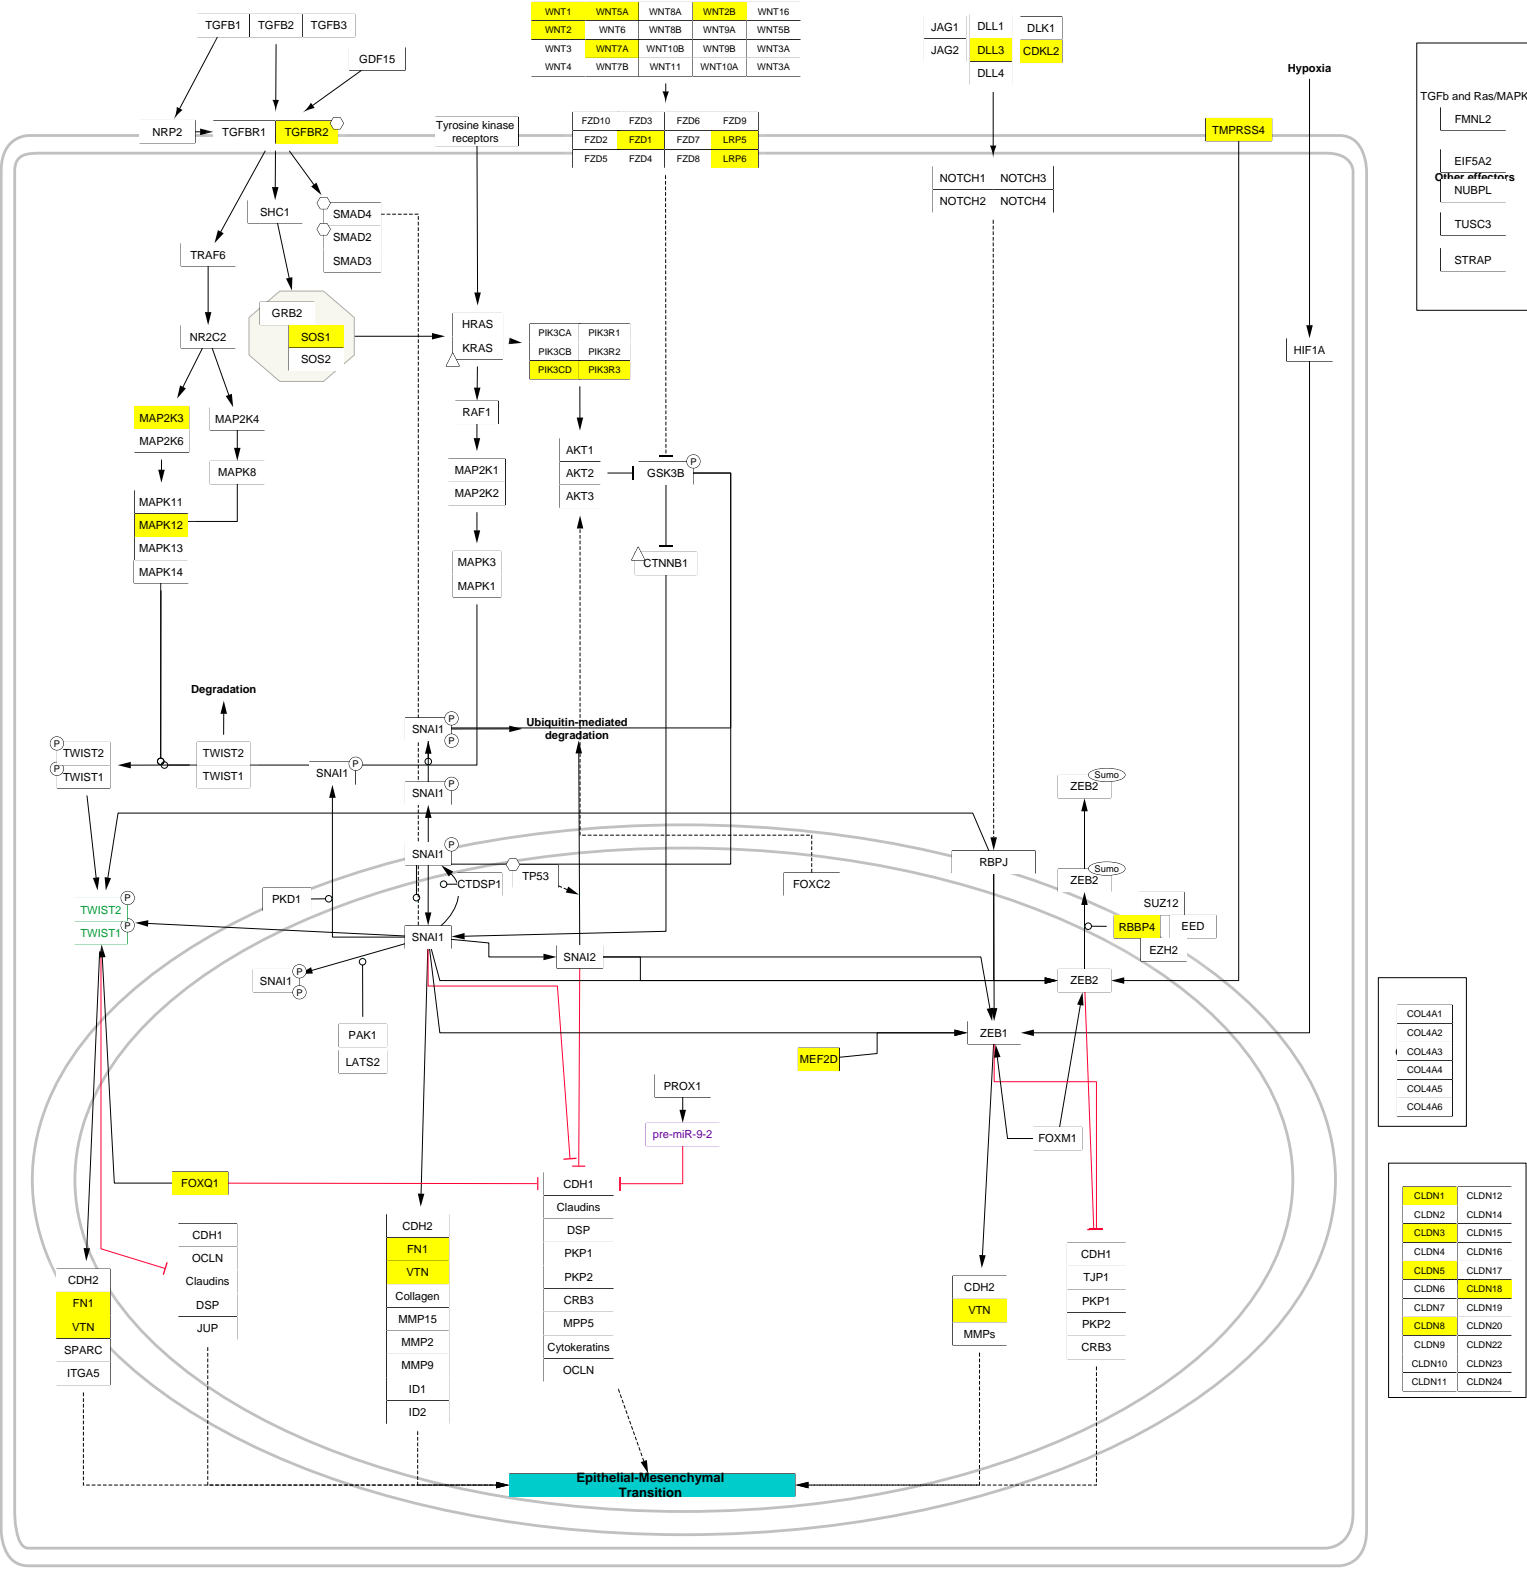 TGFB1 TGFB2 TGFB3
GDF15
NRP2 TGFBR1 TGFBR2
Tyrosine kinase
receptors
WNT1 WNT5A WNT8A WNT2B WNT16
WNT2 WNT6 WNT8B WNT9A WNT5B
WNT3 WNT7A WNT10B WNT9B WNT3A
WNT4 WNT7B WNT11 WNT10A WNT3A
FZD10 FZD3 FZD6 FZD9
FZD2 FZD1 FZD7 LRP5
FZD5 FZD4 FZD8 LRP6
JAG1 DLL1 DLK1
JAG2 DLL3 CDKL2
DLL4
Hypoxia
TMPRSS4
NOTCH1 NOTCH3
NOTCH2 NOTCH4
TGFb and Ras/MAPK
FMNL2
EIF5A2
Other effectors
NUBPL
TUSC3
STRAP
SHC1
SMAD4
SMAD2
SMAD3
TRAF6
GRB2
SOS1
SOS2
NR2C2
HRAS
KRAS
PIK3CA PIK3R1
PIK3CB PIK3R2
PIK3CD PIK3R3
HIF1A
MAP2K3
MAP2K6
MAP2K4
MAPK8
RAF1
MAP2K1
MAP2K2
AKT1
AKT2
AKT3
GSK3B P
MAPK11
MAPK12
MAPK13
MAPK14
MAPK3
MAPK1
CTNNB1
Degradation
Ubiquitin-mediated
degradation
SNAI1 P
P
P TWIST2
P TWIST1
TWIST2
TWIST1
SNAI1 P
SNAI1 P
SNAI1 P
ZEB2 Sumo
RBPJ
ZEB2 Sumo
CTDSP1
TP53
FOXC2
PKD1
TWIST2 P
TWIST1 P
SUZ12
RBBP4 EED
EZH2
SNAI1
SNAI2
SNAI1 P
P
ZEB2
ZEB1
PAK1
LATS2
MEF2D
PROX1
pre-miR-9-2
FOXM1
COL4A1
COL4A2
COL4A3
COL4A4
COL4A5
COL4A6
FOXQ1
CDH1
Claudins
DSP
PKP1
PKP2
CRB3
MPP5
Cytokeratins
OCLN
CDH1
OCLN
Claudins
DSP
JUP
CDH2
FN1
VTN
SPARC
ITGA5
CDH2
FN1
VTN
Collagen
MMP15
MMP2
MMP9
ID1
ID2
CDH2
VTN
MMPs
CDH1
TJP1
PKP1
PKP2
CRB3
CLDN1 CLDN12
CLDN2 CLDN14
CLDN3 CLDN15
CLDN4 CLDN16
CLDN5 CLDN17
CLDN6 CLDN18
CLDN7 CLDN19
CLDN8 CLDN20
CLDN9 CLDN22
CLDN10 CLDN23
CLDN11 CLDN24
Epithelial-Mesenchymal
Transition